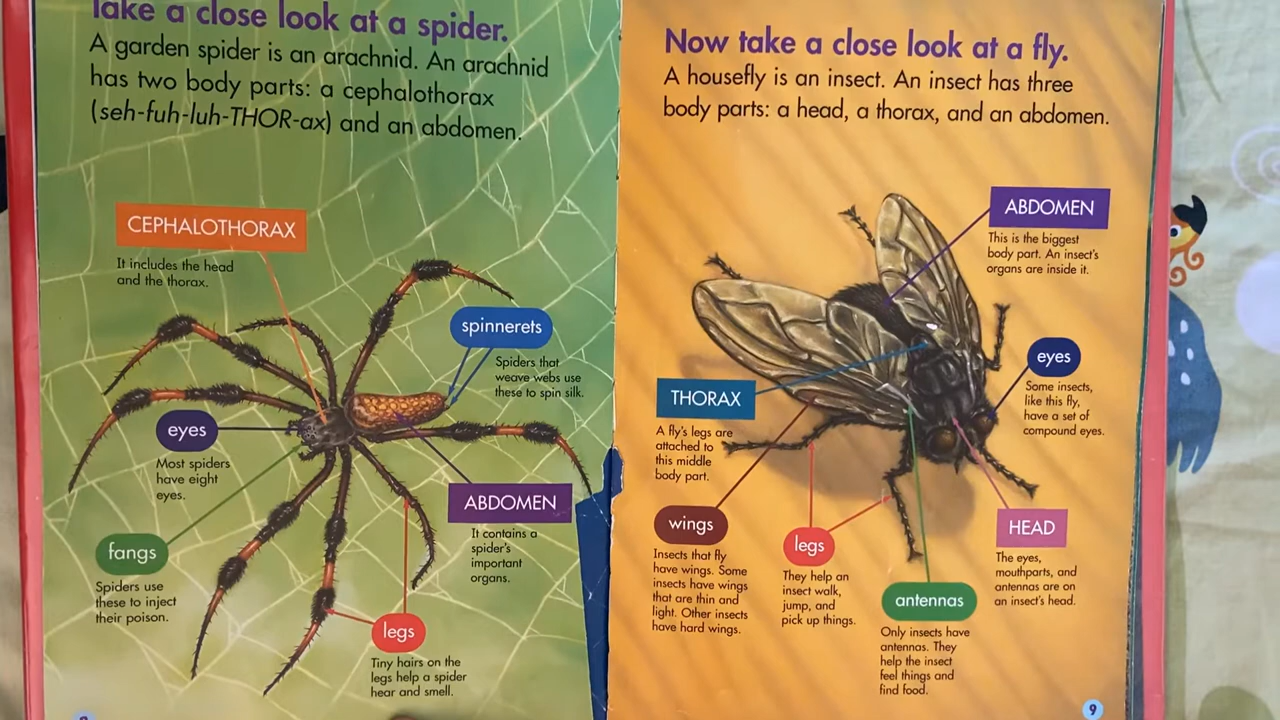 Take a close look at a spider.
A garden spider is an arachnid. An arachnid
has two body parts: a cephalothorax
(seh-fuh-luh-THOR-ax) and an abdomen.
CEPHALOTHORAX
It includes the head
and the thorax.
spinnerets
Spiders that
weave webs use
these to spin silk.
eyes
Most spiders
have eight
eyes.
ABDOMEN
It contains a
spider's
important
organs.
fangs
Spiders use
these to inject
their poison.
legs
Tiny hairs on the
legs help a spider
hear and smell.
Now take a close look at a fly.
A housefly is an insect. An insect has three
body parts: a head, a thorax, and an abdomen.
ABDOMEN
This is the biggest
body part. An insect's
organs are inside it.
eyes
Some insects,
like this fly,
have a set of
compound eyes.
THORAX
A fly's legs are
attached to
this middle
body part.
wings
Insects that fly
have wings. Some
insects have wings
that are thin and
light. Other insects
have hard wings.
legs
They help an
insect walk,
jump, and
pick up things.
antennas
Only insects have
antennas. They
help the insect
feel things and
find food.
HEAD
The eyes,
mouthparts, and
antennas are on
an insect's head.
9